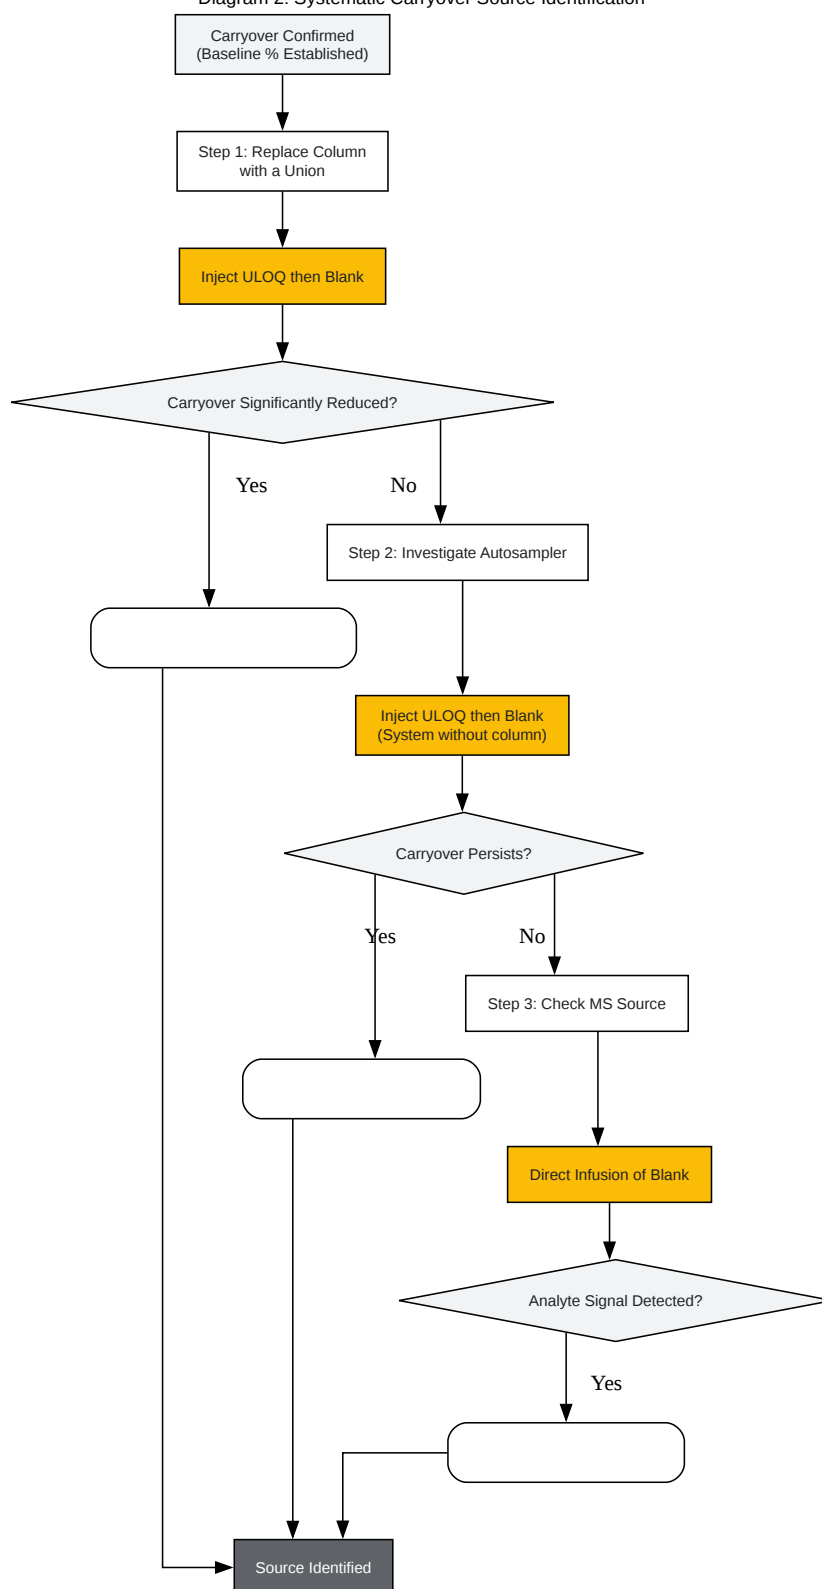 Diagram 2: Systematic Carryover Source Identification
Carryover Confirmed
(Baseline % Established)
Step 1: Replace Column
with a Union
Inject ULOQ then Blank
Carryover Significantly Reduced?
Yes
No
Step 2: Investigate Autosampler
Inject ULOQ then Blank
(System without column)
Carryover Persists?
Yes
No
Step 3: Check MS Source
Direct Infusion of Blank
Analyte Signal Detected?
Yes
Source Identified